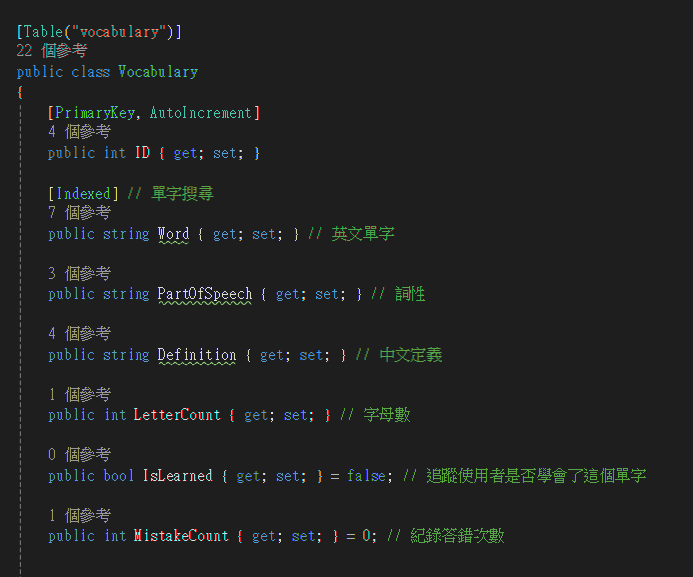 [Table("vocabulary")]
22 個參考
public class Vocabulary
{
[PrimaryKey, AutoIncrement]
4 個參考
public int ID { get; set; }
[Indexed] // 單字搜尋
7 個參考
public string Word { get; set; } // 英文單字
3 個參考
public string PartOfSpeech { get; set; } // 詞性
4 個參考
public string Definition { get; set; } // 中文定義
1 個參考
public int LetterCount { get; set; } // 字母數
0 個參考
public bool IsLearned { get; set; } = false; // 追蹤使用者是否學會了這個單字
1 個參考
public int MistakeCount { get; set; } = 0; // 紀錄答錯次數